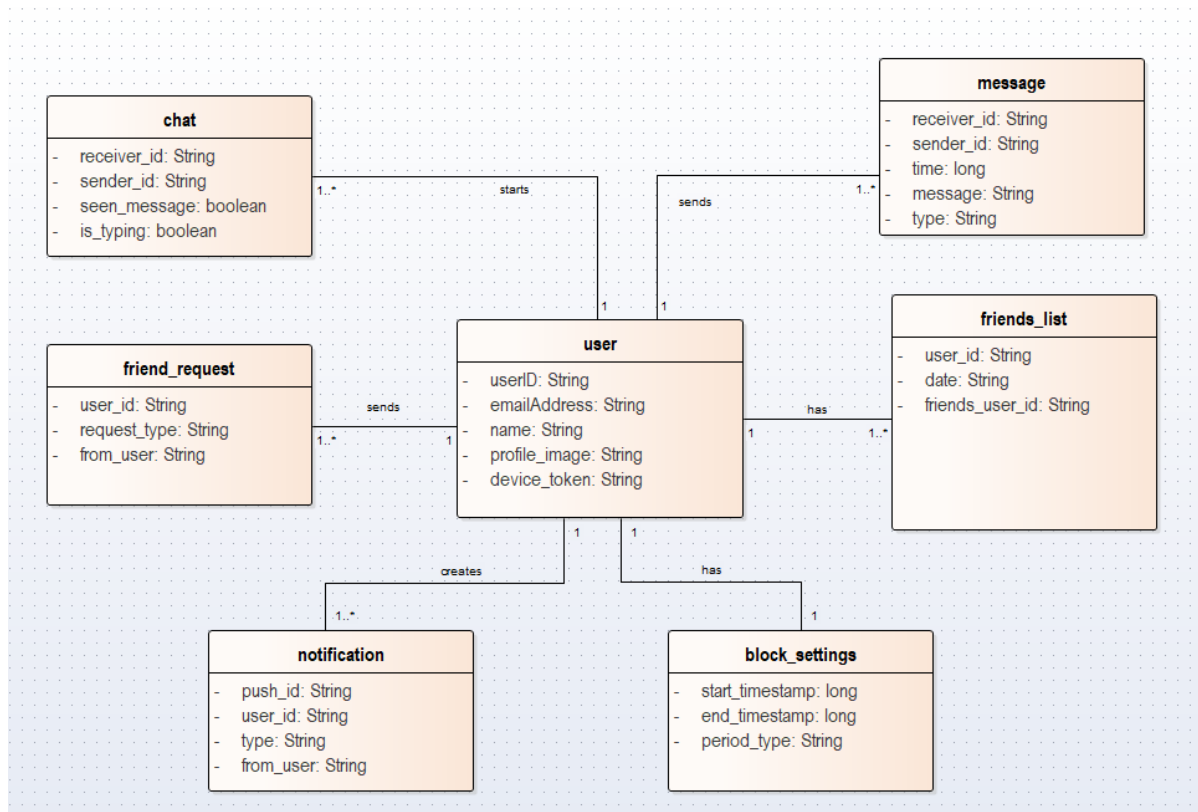 chat
- receiver_id: String
- sender_id: String
- seen_message: boolean
- is_typing: boolean
1..*
starts
1
message
- receiver_id: String
- sender_id: String
- time: long
- message: String
- type: String
1..*
sends
1
friend_request
- user_id: String
- request_type: String
- from_user: String
1..*
sends
1
user
- userID: String
- emailAddress: String
- name: String
- profile_image: String
- device_token: String
1
has
1..*
friends_list
- user_id: String
- date: String
- friends_user_id: String
1
creates
1..*
notification
- push_id: String
- user_id: String
- type: String
- from_user: String
1
has
1
block_settings
- start_timestamp: long
- end_timestamp: long
- period_type: String